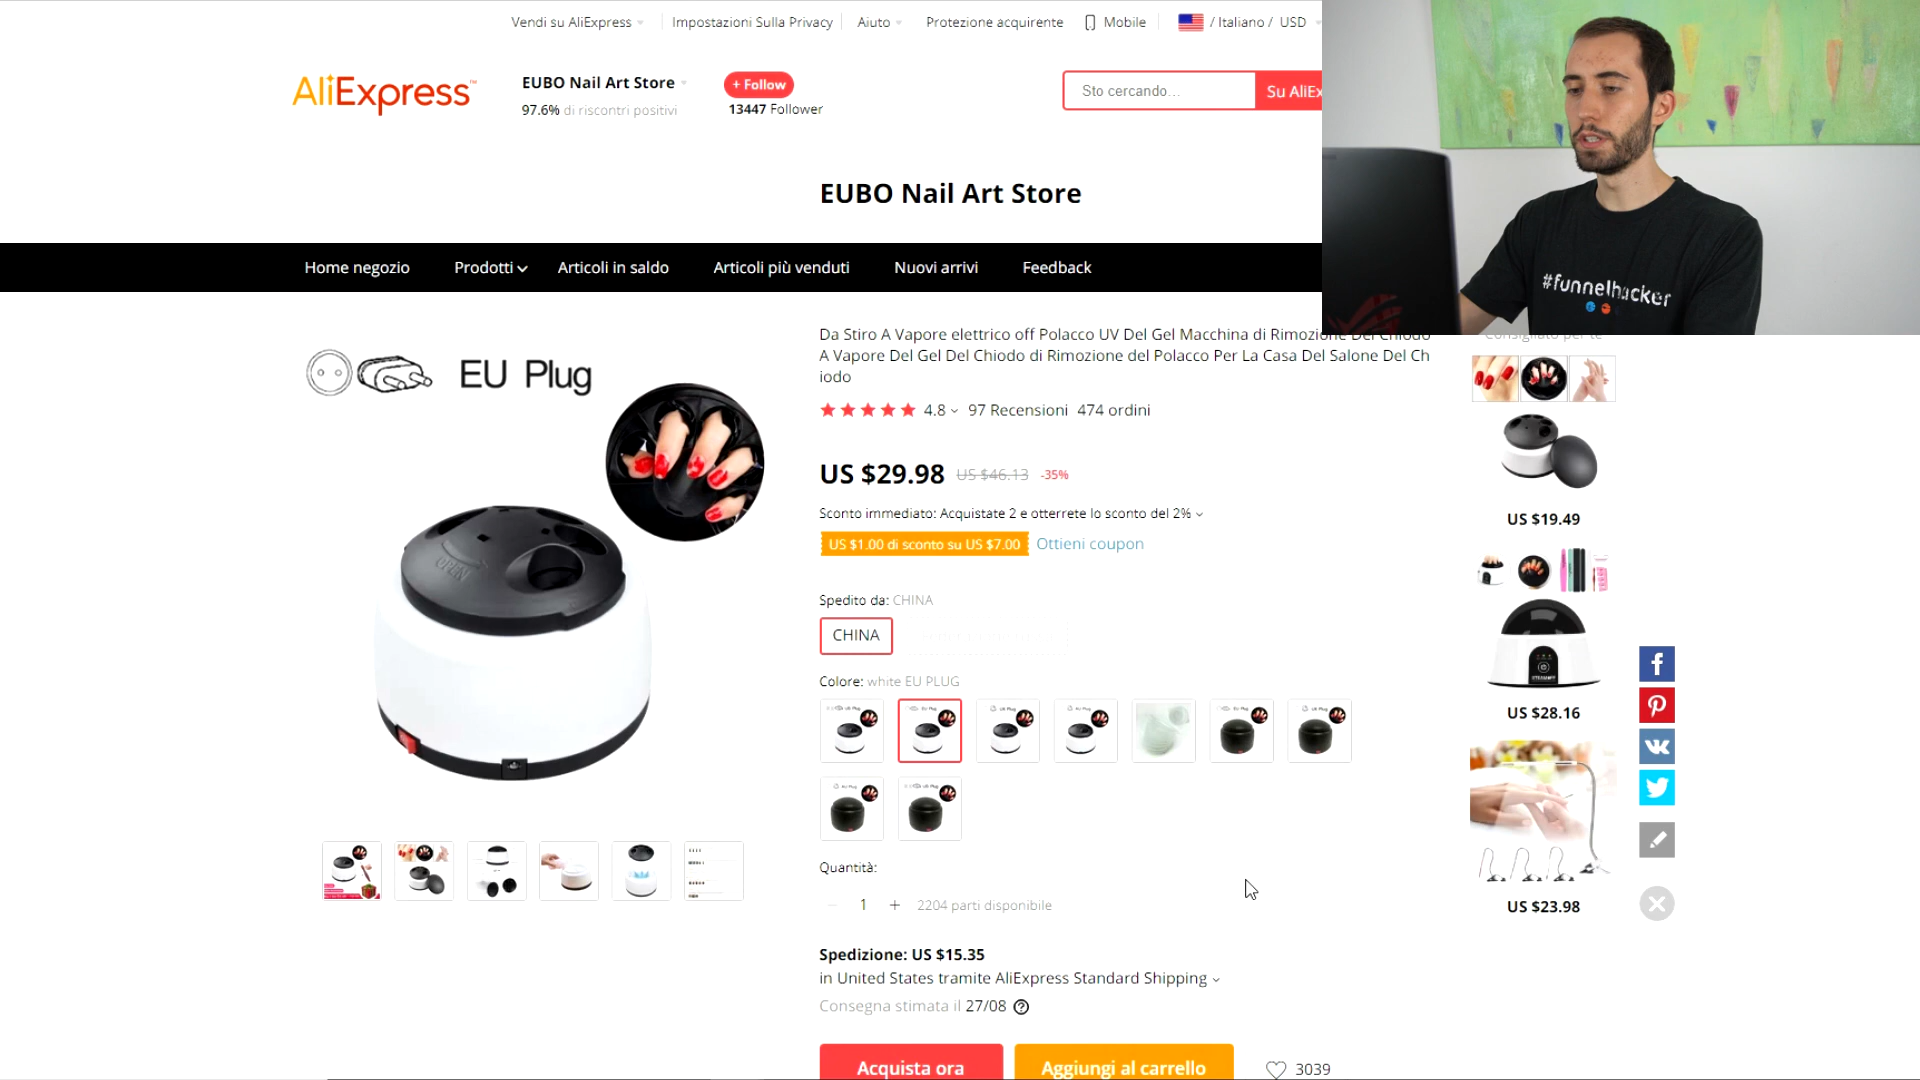 Vendi su AliExpress
Impostazioni Sulla Privacy
Aiuto
Protezione acquirente
Mobile
/ Italiano / USD
AliExpress™
EUBO Nail Art Store
97.6% di riscontri positivi
+ Follow
13447 Follower
Sto cercando...
Su AliEx
#funnelhacker
EUBO Nail Art Store
Home negozio
Prodotti
Articoli in saldo
Articoli più venduti
Nuovi arrivi
Feedback
EU Plug
OPEN
Da Stiro A Vapore elettrico off Polacco UV Del Gel Macchina di Rimozione Del Chiodo
A Vapore Del Gel Del Chiodo di Rimozione del Polacco Per La Casa Del Salone Del Ch
iodo
4.8 97 Recensioni 474 ordini
US $29.98 US $46.13 -35%
Sconto immediato: Acquistate 2 e otterrete lo sconto del 2%
US $1.00 di sconto su US $7.00 Ottieni coupon
Spedito da: CHINA
CHINA
Colore: white EU PLUG
Quantità:
1 + 2204 parti disponibile
Spedizione: US $15.35
in United States tramite AliExpress Standard Shipping
Consegna stimata il 27/08
Acquista ora
Aggiungi al carrello
3039
Consigliato per te
US $19.49
US $28.16
US $23.98